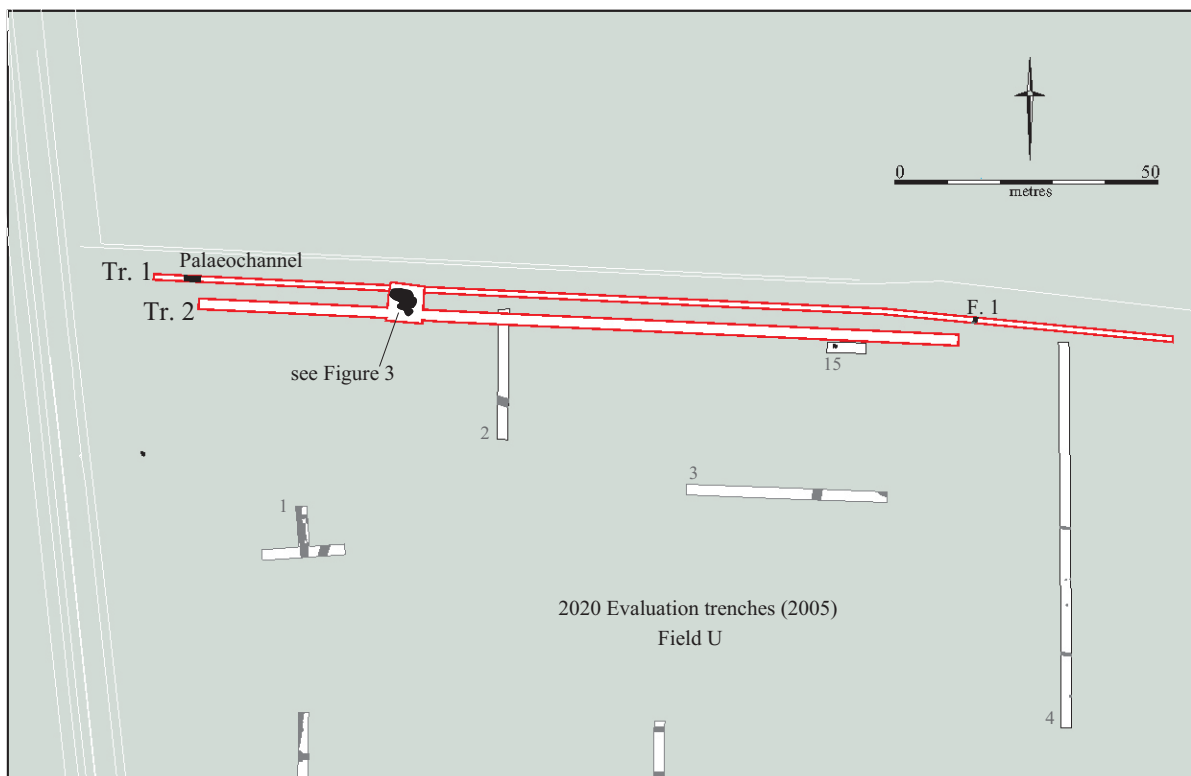 0 50
metres
Palaeochannel
Tr. 1
F. 1
Tr. 2
15
see Figure 3
2
3
1
2020 Evaluation trenches (2005)
Field U
4